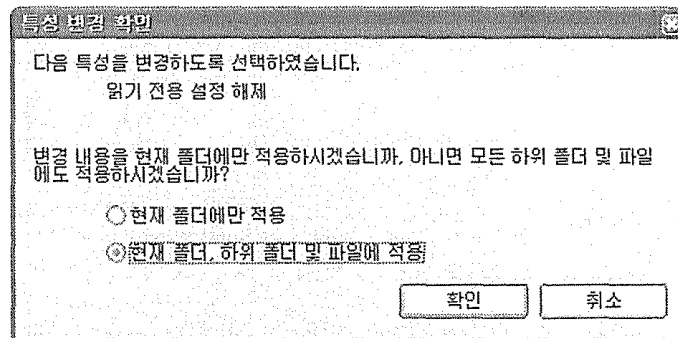 특성 변경 확인
다음 특성을 변경하도록 선택하였습니다.
읽기 전용 설정 해제
변경 내용을 현재 폴더에만 적용하시겠습니까, 아니면 모든 하위 폴더 및 파일
에도 적용하시겠습니까?
현재 폴더에만 적용
현재 폴더, 하위 폴더 및 파일에 적용
확인
취소